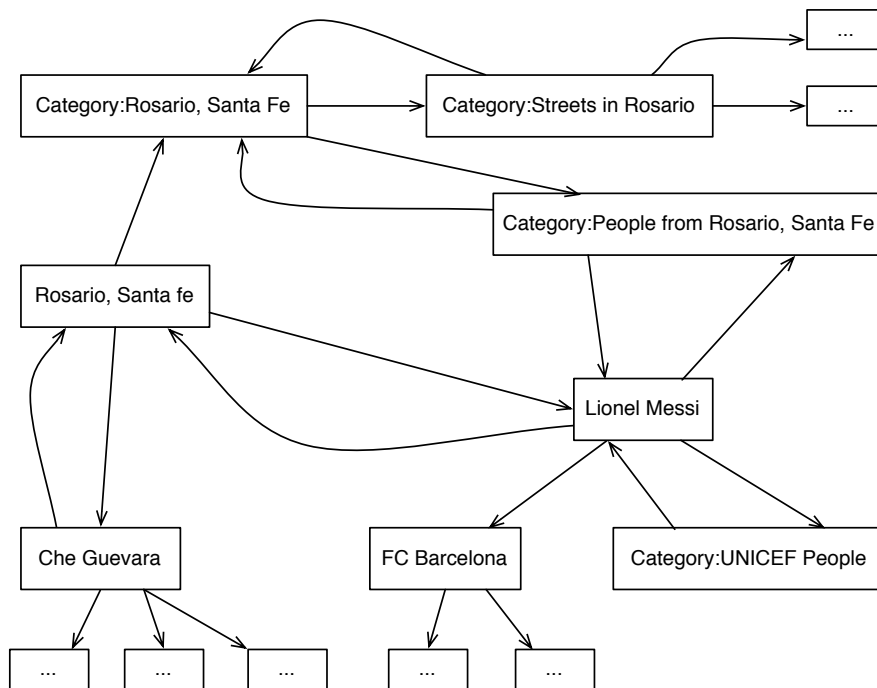 ...
Category:Rosario, Santa Fe
Category:Streets in Rosario
...
Category:People from Rosario, Santa Fe
Rosario, Santa fe
Lionel Messi
Che Guevara
FC Barcelona
Category:UNICEF People
...
...
...
...
...